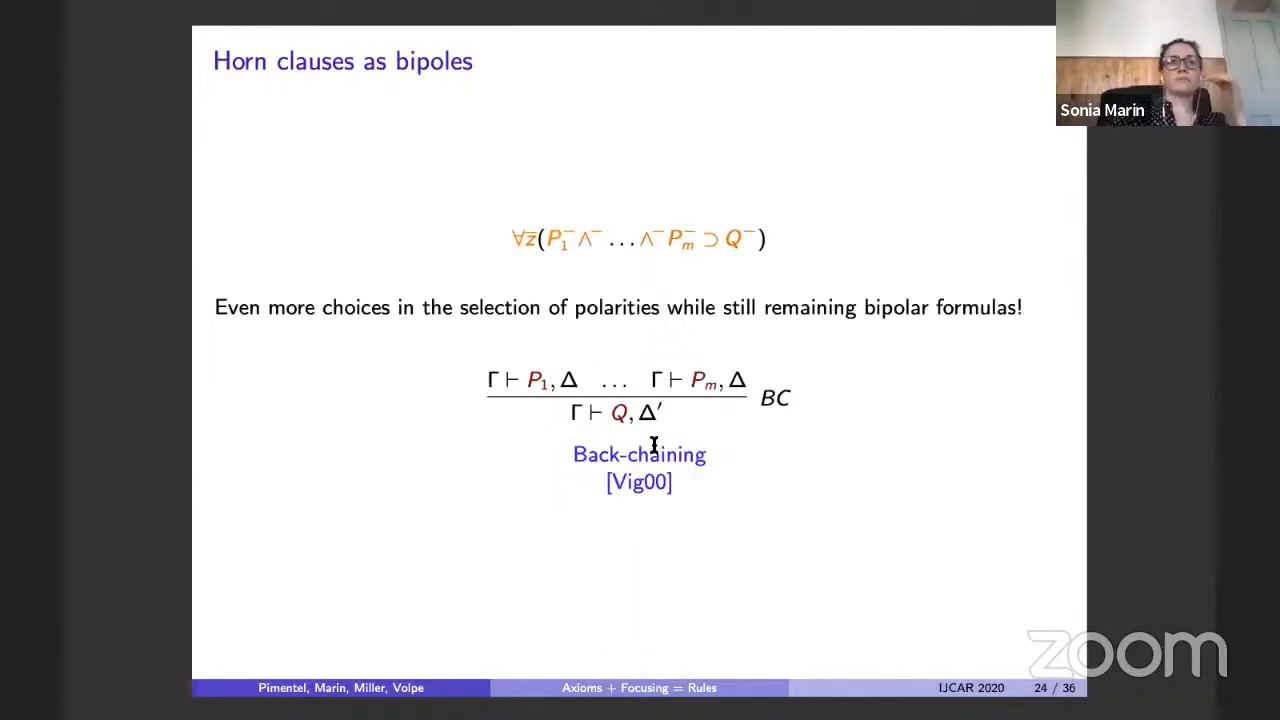 Horn clauses as bipoles
Sonia Marin
∀z̅(P₁⁻ ∧⁻ … ∧⁻ Pₘ⁻ ⊃ Q⁻)
Even more choices in the selection of polarities while still remaining bipolar formulas!
Γ ⊢ P₁, Δ … Γ ⊢ Pₘ, Δ
BC
Γ ⊢ Q, Δ′
Back-chaining
[Vig00]
zoom
Pimentel, Marin, Miller, Volpe Axioms + Focusing = Rules IJCAR 2020 24 / 36